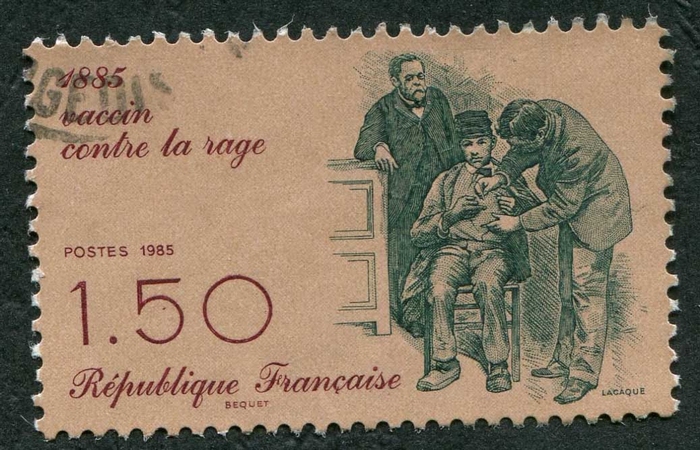 1885
vaccin
contre la rage
POSTES 1985
1.50
République Française
BEQUET
LACAQUE